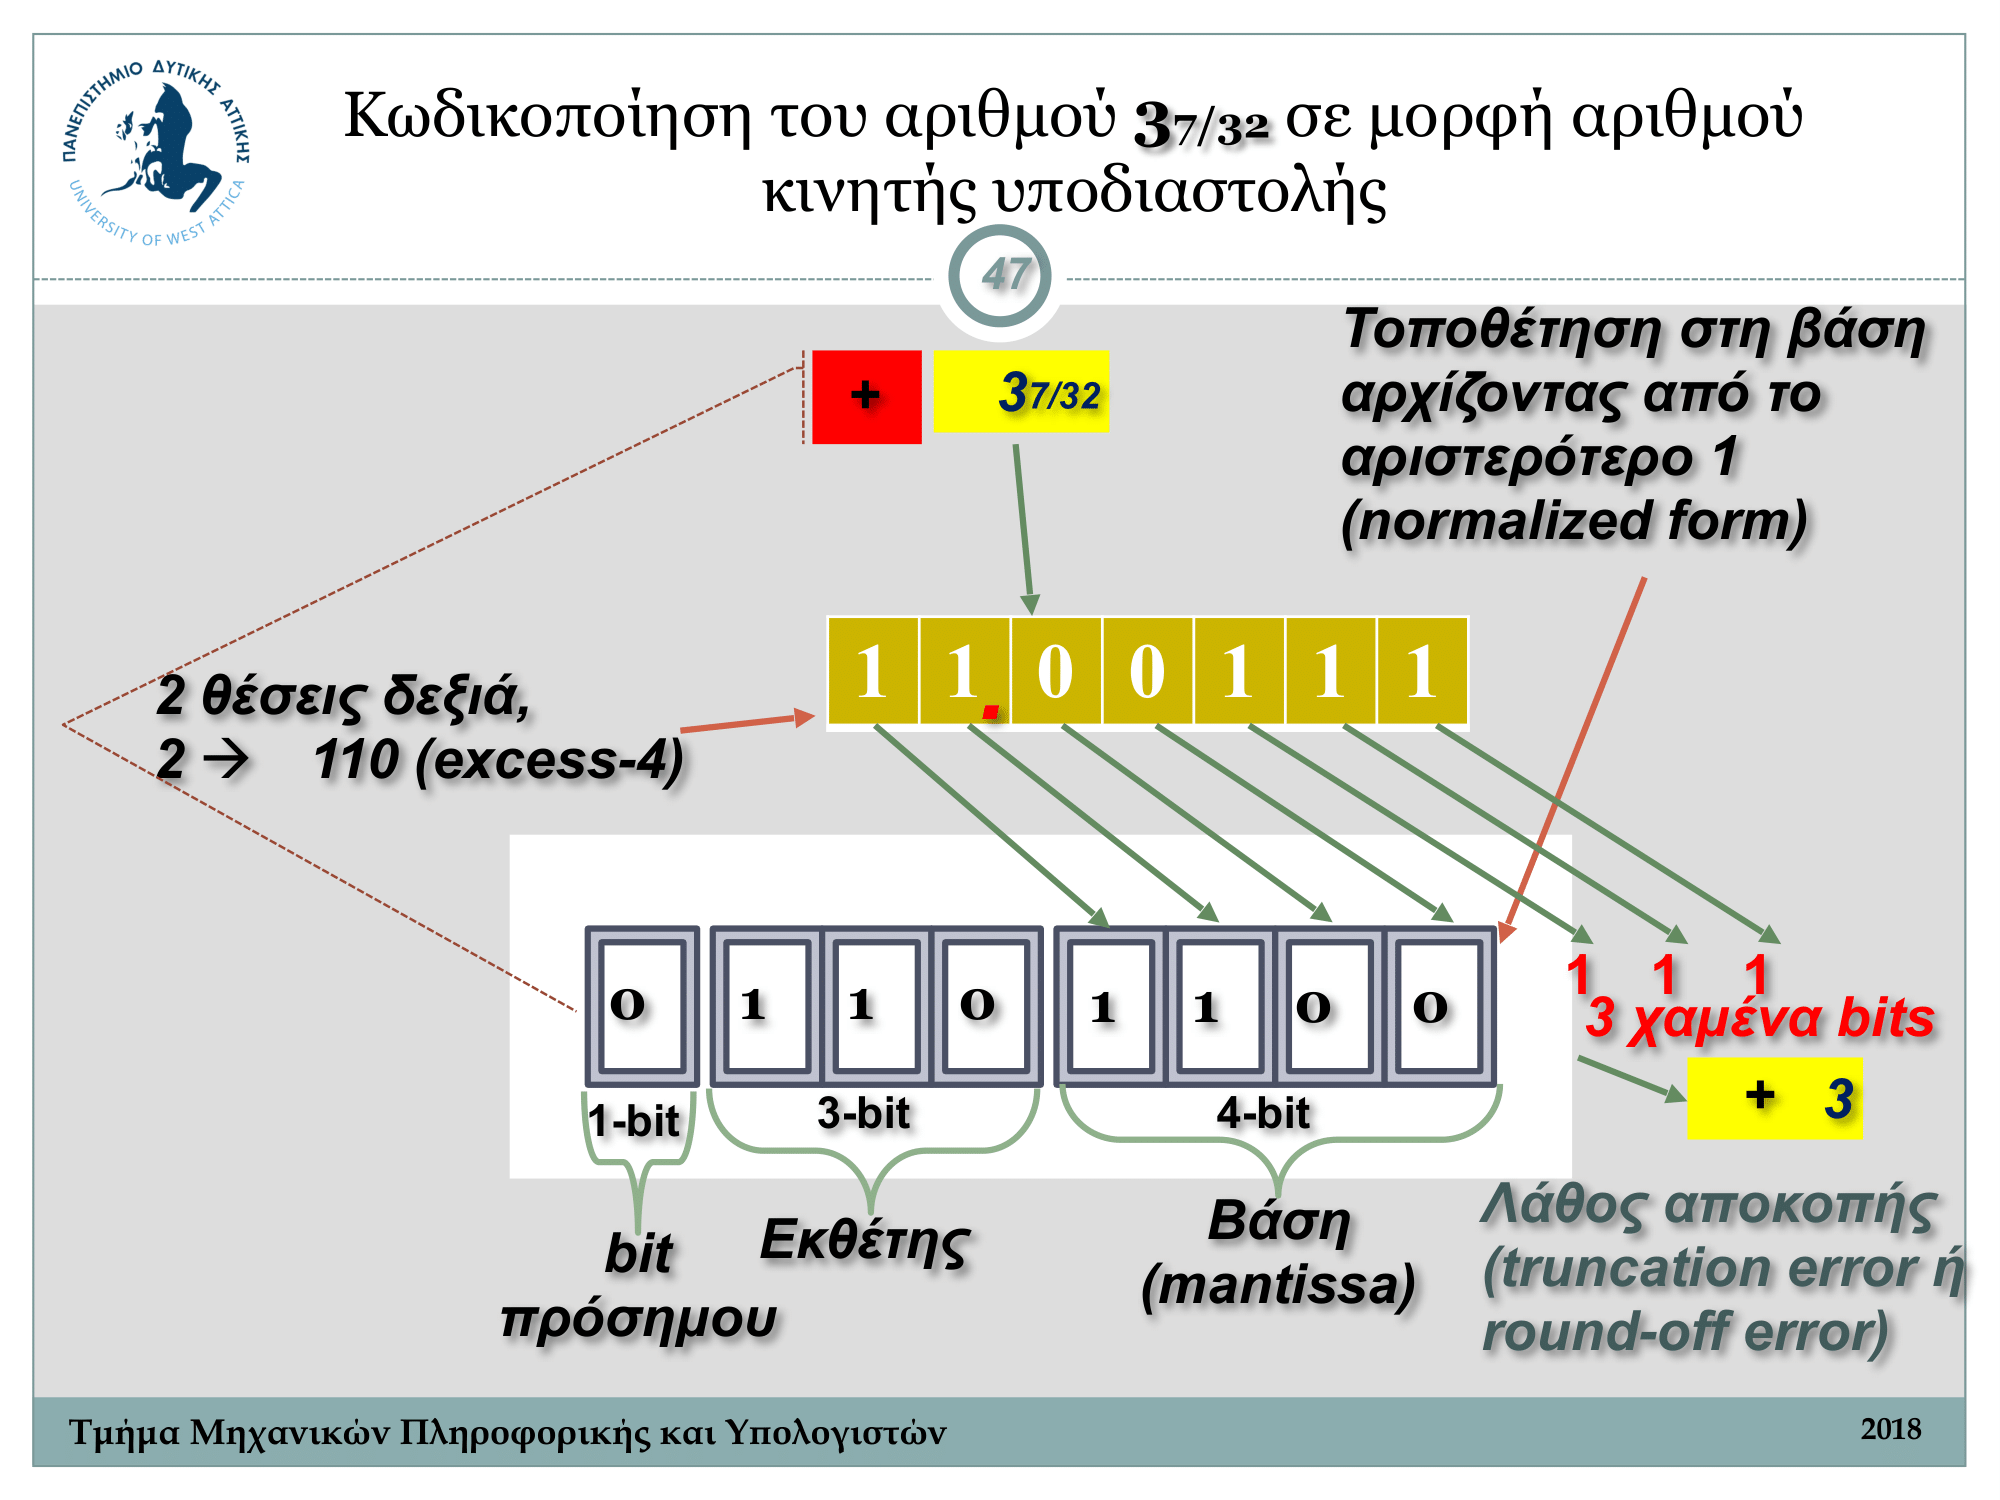 ΠΑΝΕΠΙΣΤΗΜΙΟ ΔΥΤΙΚΗΣ ΑΤΤΙΚΗΣ
UNIVERSITY OF WEST ATTICA
Κωδικοποίηση του αριθμού 37/32 σε μορφή αριθμού
κινητής υποδιαστολής
47
+ 37/32
Τοποθέτηση στη βάση
αρχίζοντας από το
αριστερότερο 1
(normalized form)
1 1. 0 0 1 1 1
2 θέσεις δεξιά,
2 → 110 (excess-4)
0 1 1 0 1 1 0 0
1 1 1
3 χαμένα bits
+ 3
1-bit 3-bit 4-bit
bit
πρόσημου
Εκθέτης
Βάση
(mantissa)
Λάθος αποκοπής
(truncation error ή
round-off error)
Τμήμα Μηχανικών Πληροφορικής και Υπολογιστών
2018